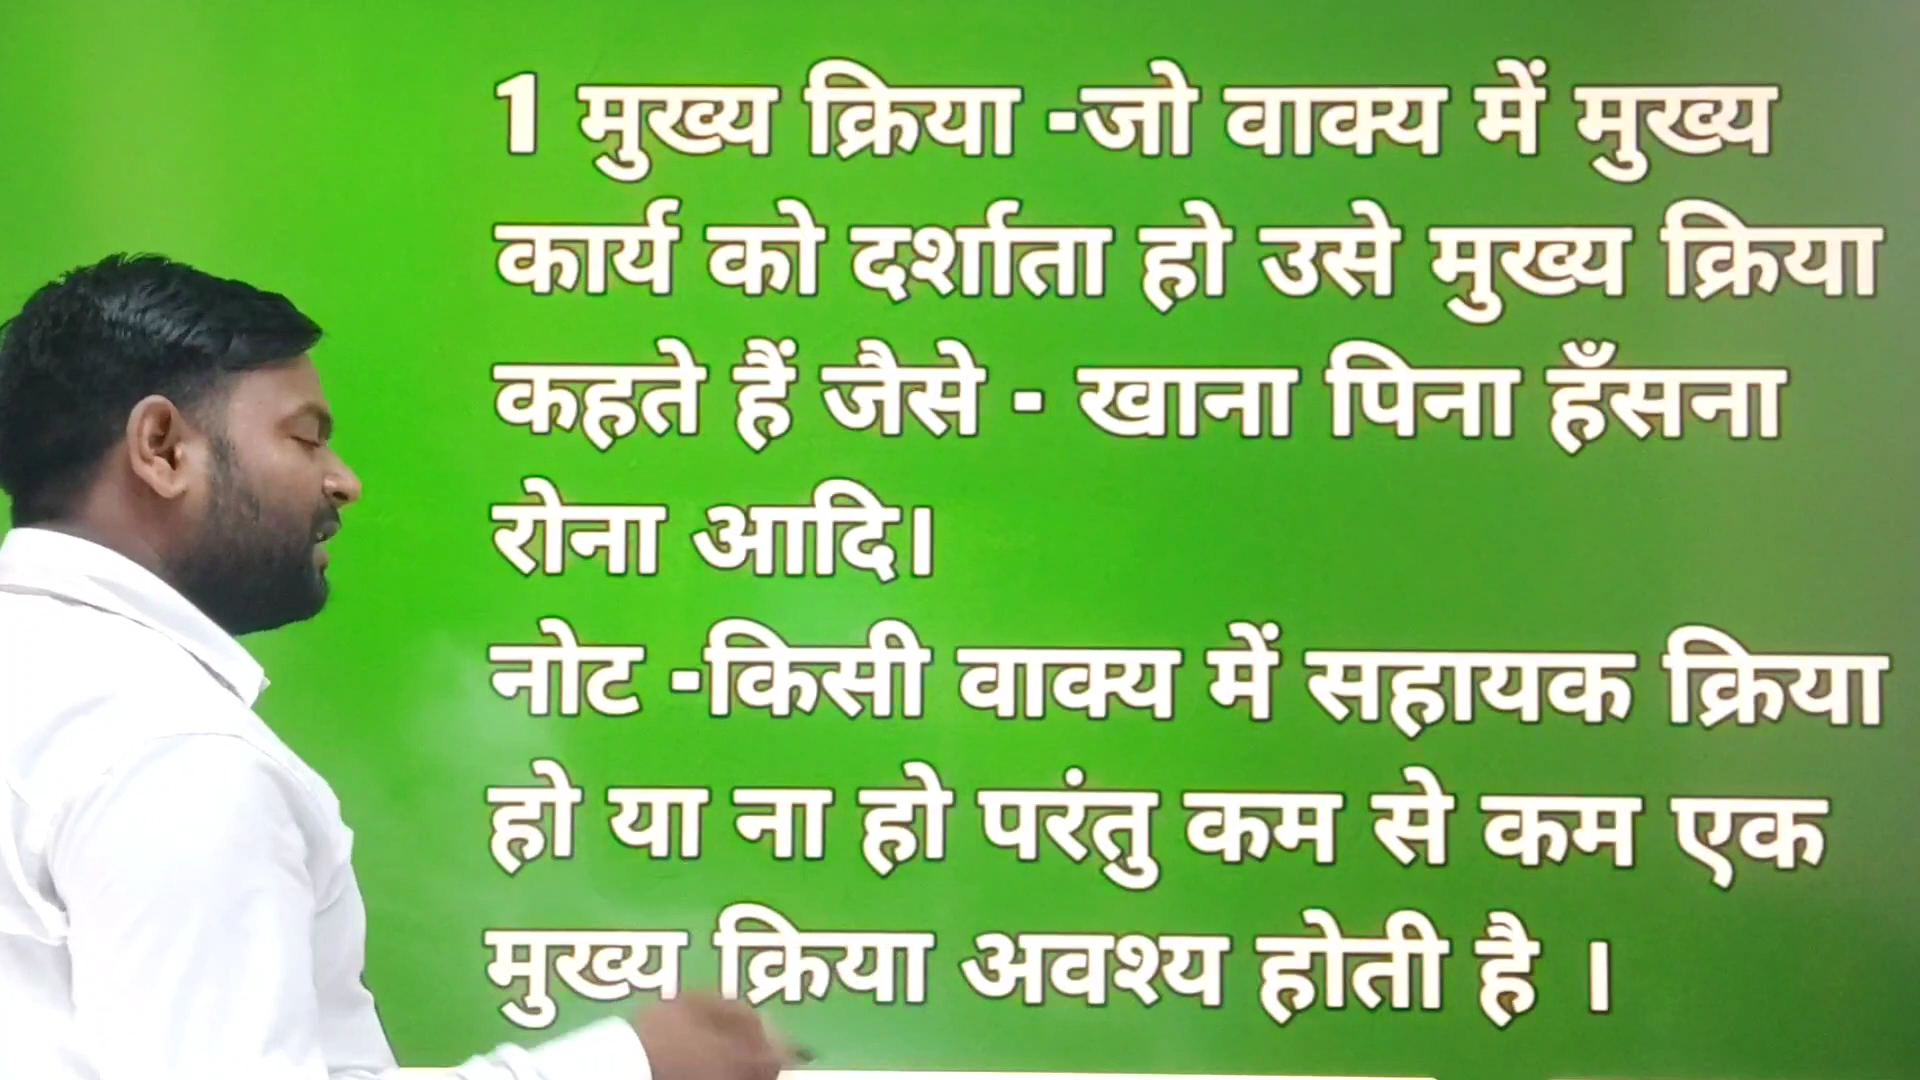 1 मुख्य क्रिया -जो वाक्य में मुख्य
कार्य को दर्शाता हो उसे मुख्य क्रिया
कहते हैं जैसे - खाना पिना हँसना
रोना आदि।
नोट -किसी वाक्य में सहायक क्रिया
हो या ना हो परंतु कम से कम एक
मुख्य क्रिया अवश्य होती है ।